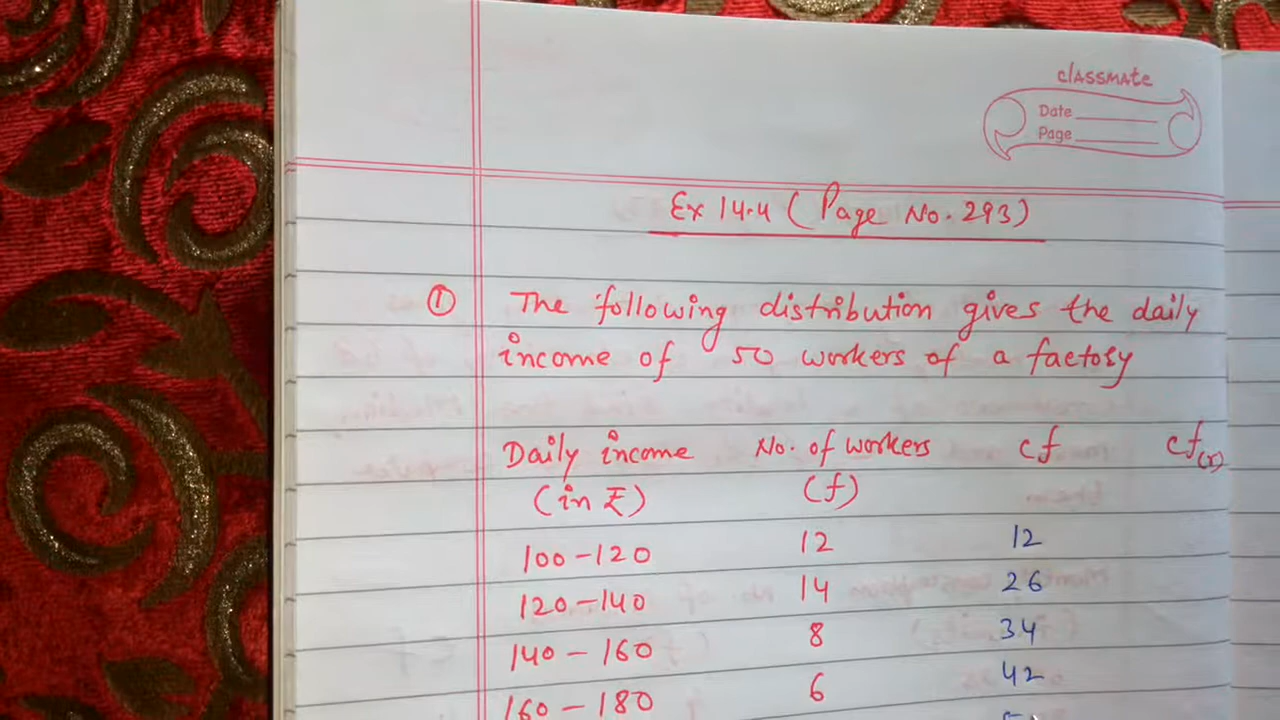 classmate
Date
Page
Ex 14.4 (Page No. 293)
① The following distribution gives the daily
income of 50 workers of a factory
Daily income No. of workers cf cf(x)
(in ₹) (f)
100-120 12 12
120-140 14 26
140-160 8 34
160-180 6 42